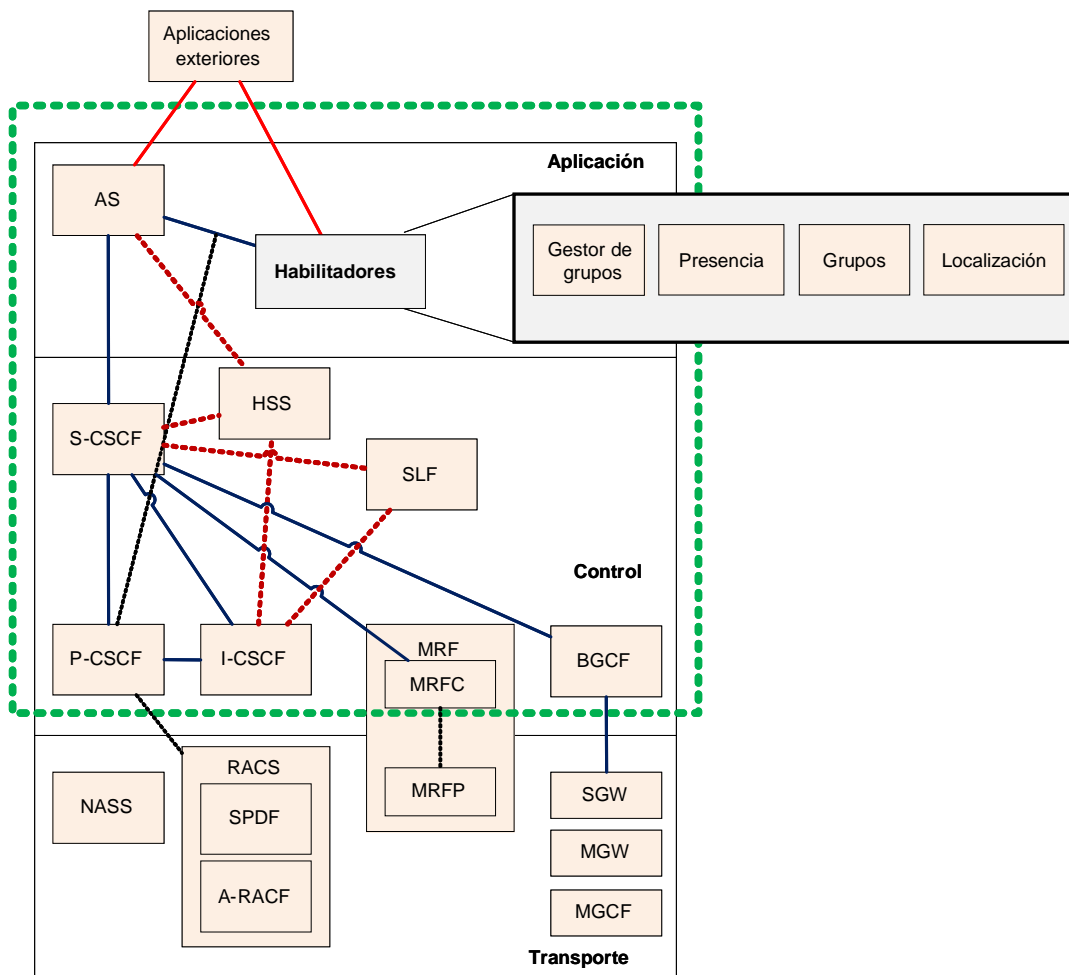 Aplicaciones
exteriores
Aplicación
AS
Habilitadores
Gestor de
grupos
Presencia
Grupos
Localización
HSS
S-CSCF
SLF
Control
P-CSCF
I-CSCF
MRF
MRFC
BGCF
RACS
NASS
SPDF
A-RACF
MRFP
SGW
MGW
MGCF
Transporte